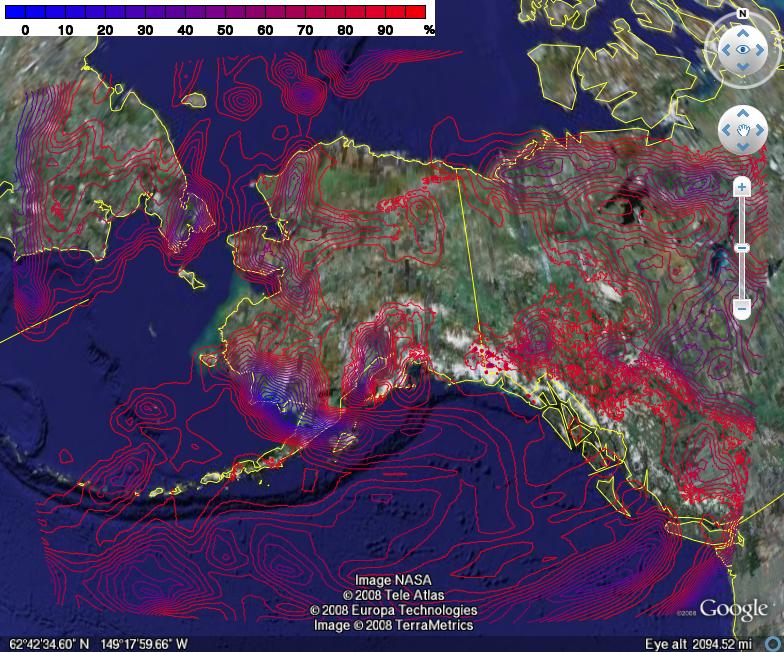 0 10 20 30 40 50 60 70 80 90 %
N
Image NASA
© 2008 Tele Atlas
© 2008 Europa Technologies
Image © 2008 TerraMetrics
©2008 Google
62°42'34.60" N 149°17'59.66" W
Eye alt 2094.52 mi